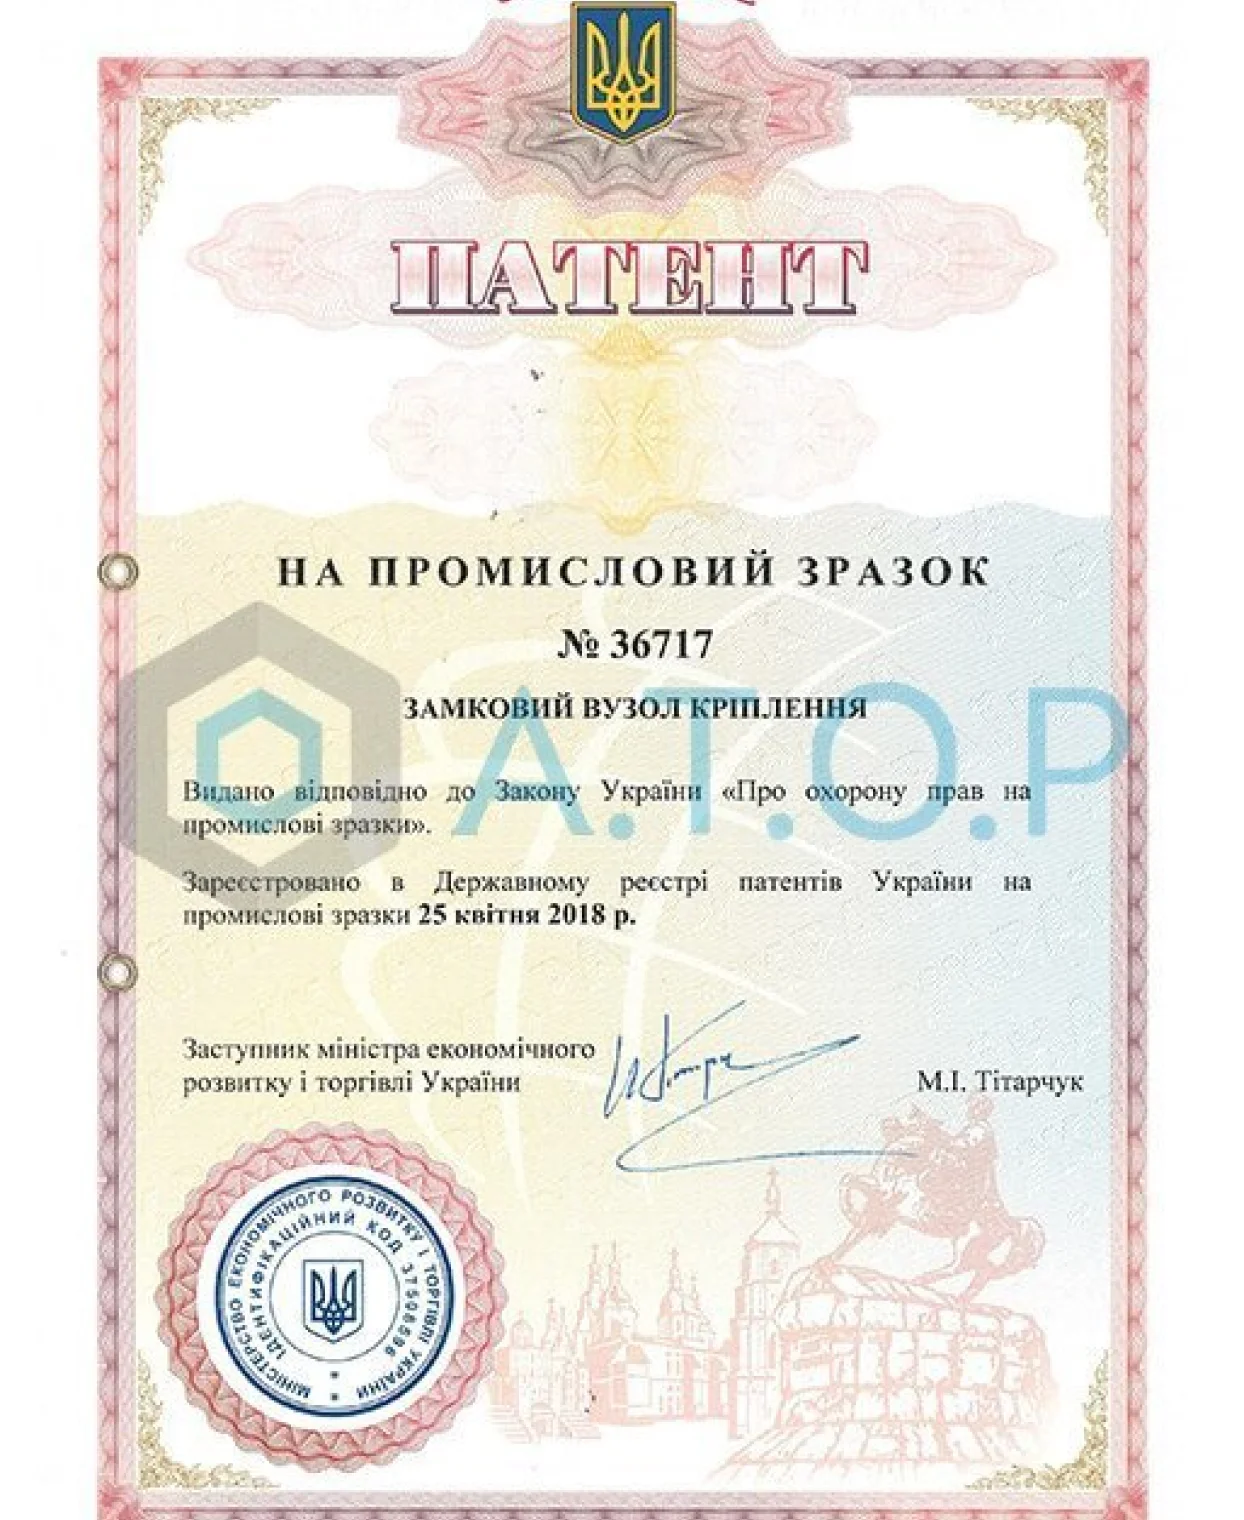 ПАТЕНТ
НА ПРОМИСЛОВИЙ ЗРАЗОК
№ 36717
ЗАМКОВИЙ ВУЗОЛ КРІПЛЕННЯ
A.T.O.P
Видано відповідно до Закону України «Про охорону прав на
промислові зразки».
Зареєстровано в Державному реєстрі патентів України на
промислові зразки 25 квітня 2018 р.
Заступник міністра економічного
розвитку і торгівлі України
М.І. Тітарчук
МІНІСТЕРСТВО ЕКОНОМІЧНОГО РОЗВИТКУ І ТОРГІВЛІ УКРАЇНИ
ІДЕНТИФІКАЦІЙНИЙ КОД 37508596